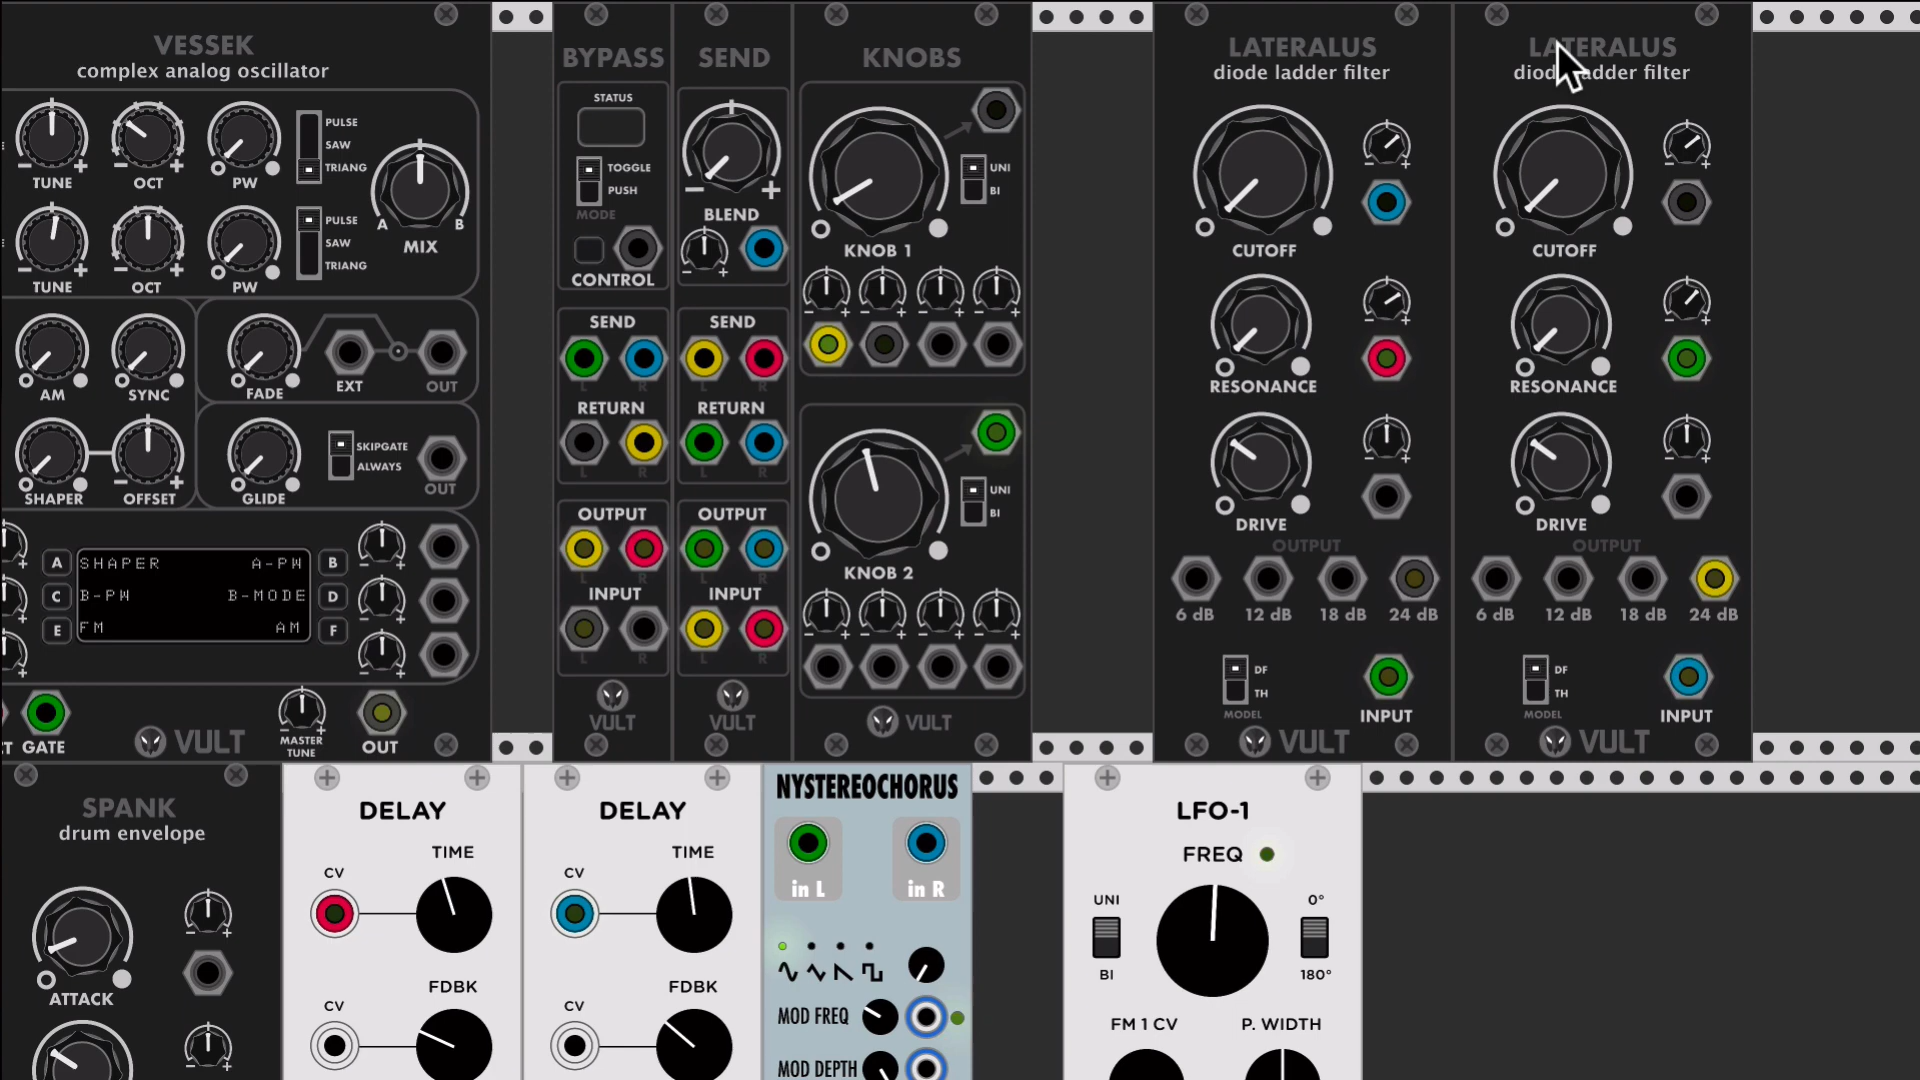 VESSEK
complex analog oscillator
TUNE
OCT
PW
PULSE
SAW
TRIANG
TUNE
OCT
PW
PULSE
SAW
TRIANG
A
B
MIX
AM
SYNC
FADE
EXT
OUT
SHAPER
OFFSET
GLIDE
SKIPGATE
ALWAYS
OUT
A
SHAPER A-PW
B
C
B-PW B-MODE
D
E
FM AM
F
GATE
VULT
MASTER
TUNE
OUT
BYPASS
STATUS
TOGGLE
PUSH
MODE
CONTROL
SEND
L R
RETURN
L R
OUTPUT
L R
INPUT
L R
VULT
SEND
BLEND
SEND
L R
RETURN
L R
OUTPUT
L R
INPUT
L R
VULT
KNOBS
UNI
BI
KNOB 1
UNI
BI
KNOB 2
VULT
LATERALUS
diode ladder filter
CUTOFF
RESONANCE
DRIVE
OUTPUT
6 dB 12 dB 18 dB 24 dB
DF
TH
MODEL
INPUT
VULT
LATERALUS
CUTOFF
RESONANCE
DRIVE
OUTPUT
6 dB 12 dB 18 dB 24 dB
DF
TH
MODEL
INPUT
VULT
SPANK
drum envelope
ATTACK
DELAY
TIME
CV
FDBK
CV
DELAY
TIME
CV
FDBK
CV
NYSTEREOCHORUS
in L
in R
MOD FREQ
MOD DEPTH
LFO-1
FREQ
UNI
BI
0°
180°
FM 1 CV
P. WIDTH